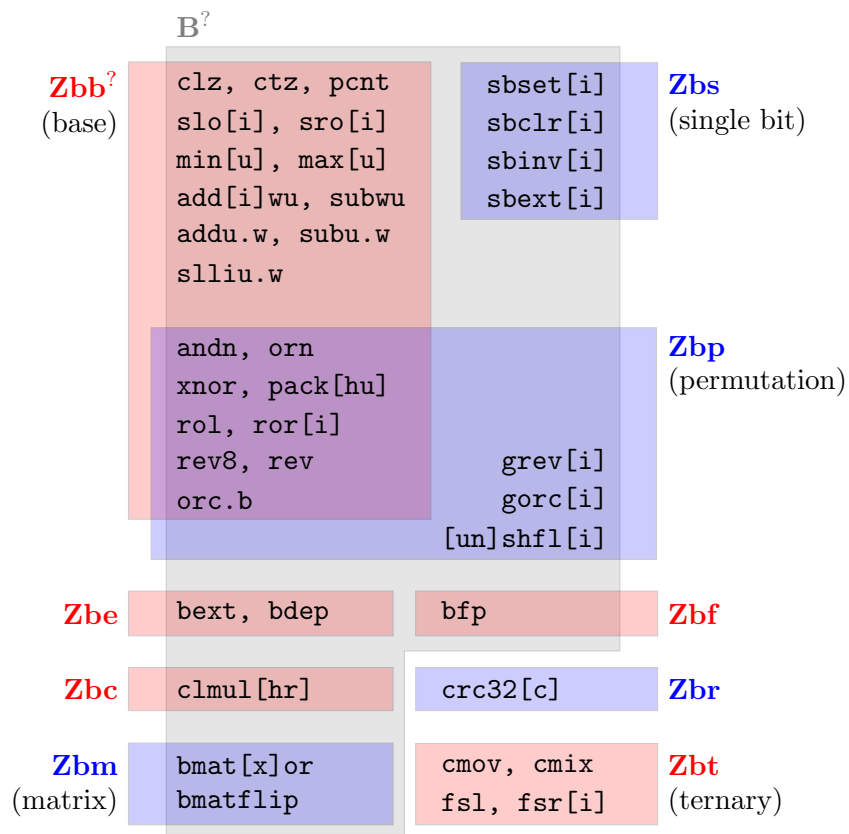 B?
Zbb?
(base)
clz, ctz, pcnt
slo[i], sro[i]
min[u], max[u]
add[i]wu, subwu
addu.w, subu.w
slliu.w
sbset[i]
sbclr[i]
sbinv[i]
sbext[i]
Zbs
(single bit)
andn, orn
xnor, pack[hu]
rol, ror[i]
rev8, rev
orc.b
grev[i]
gorc[i]
[un]shfl[i]
Zbp
(permutation)
Zbe
bext, bdep
bfp
Zbf
Zbc
clmul[hr]
crc32[c]
Zbr
Zbm
(matrix)
bmat[x]or
bmatflip
cmov, cmix
fsl, fsr[i]
Zbt
(ternary)